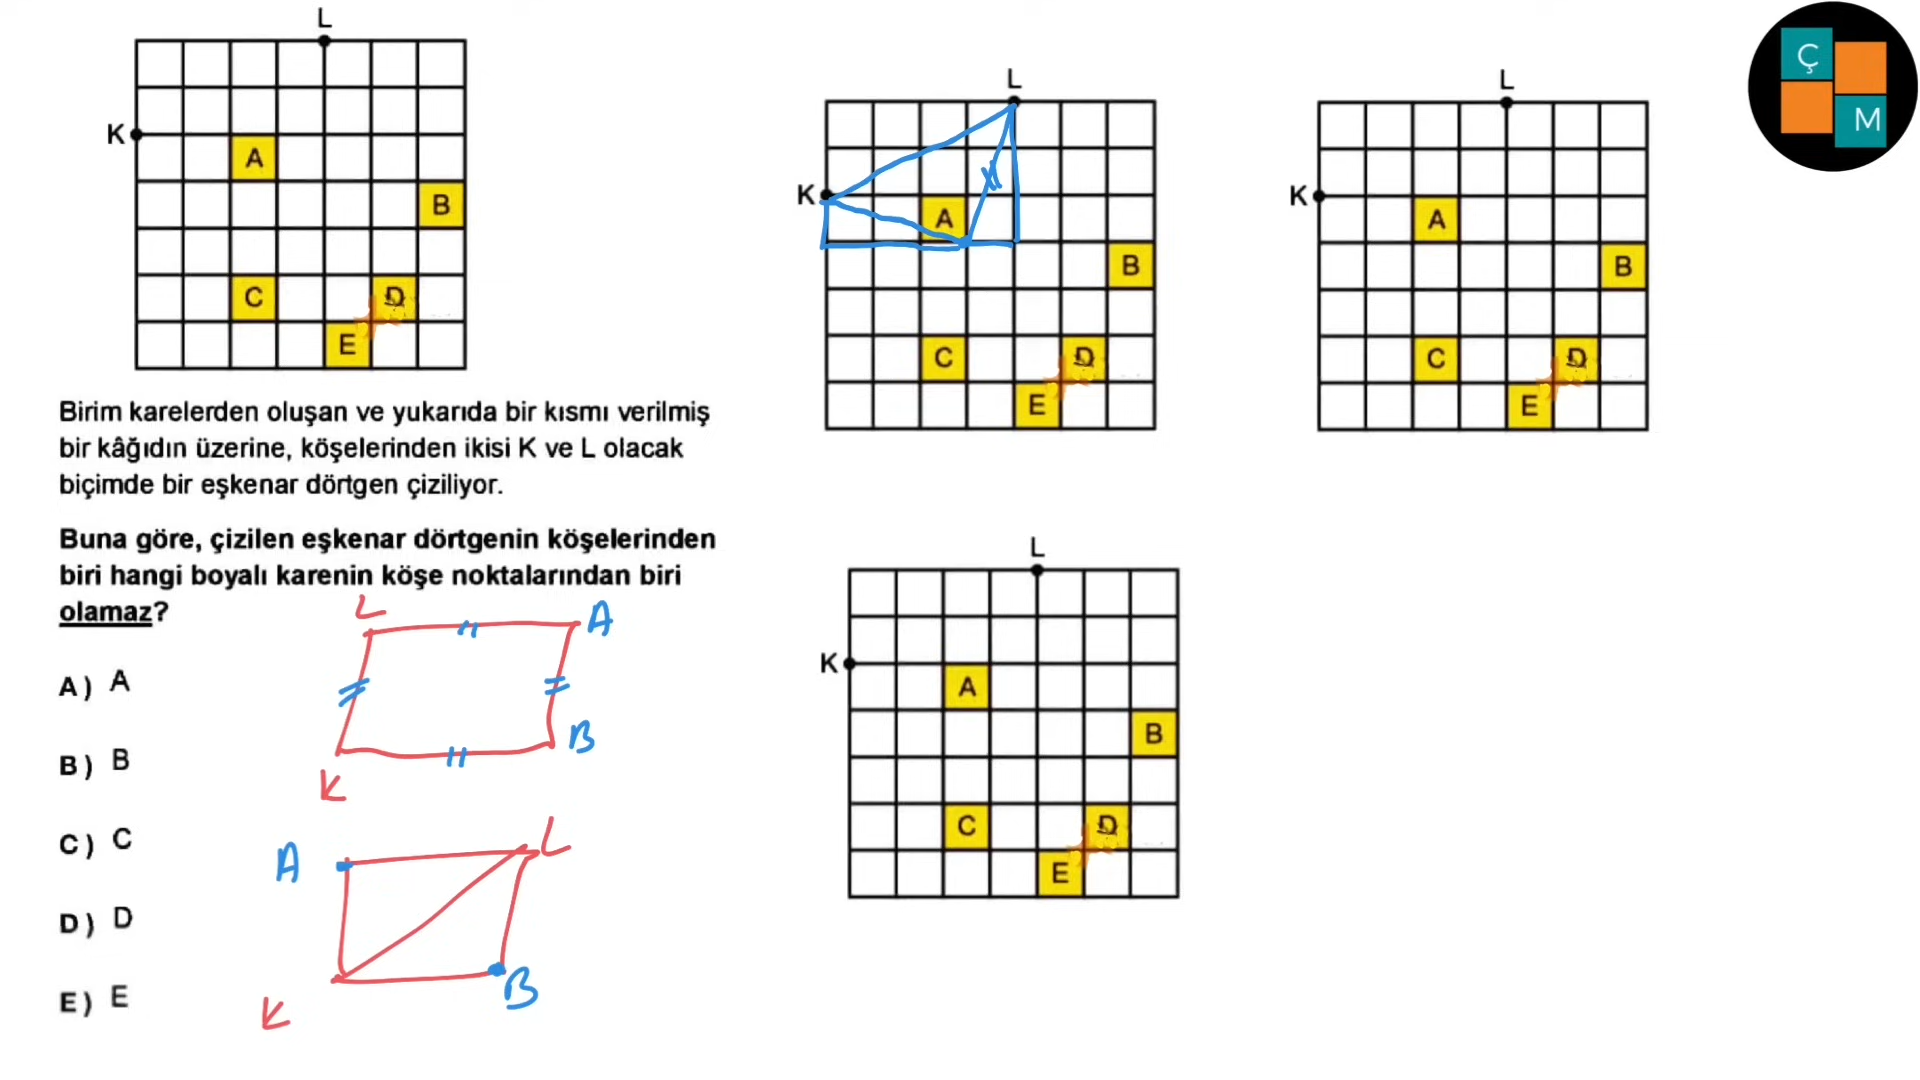 L
K
A
B
C
D
E
Birim karelerden oluşan ve yukarıda bir kısmı verilmiş
bir kâğıdın üzerine, köşelerinden ikisi K ve L olacak
biçimde bir eşkenar dörtgen çiziliyor.
Buna göre, çizilen eşkenar dörtgenin köşelerinden
biri hangi boyalı karenin köşe noktalarından biri
olamaz?
A) A
B) B
C) C
D) D
E) E
L
A
B
K
A
L
B
K
L
K
A
B
C
D
E
L
K
A
B
C
D
E
L
K
A
B
C
D
E
Ç
M